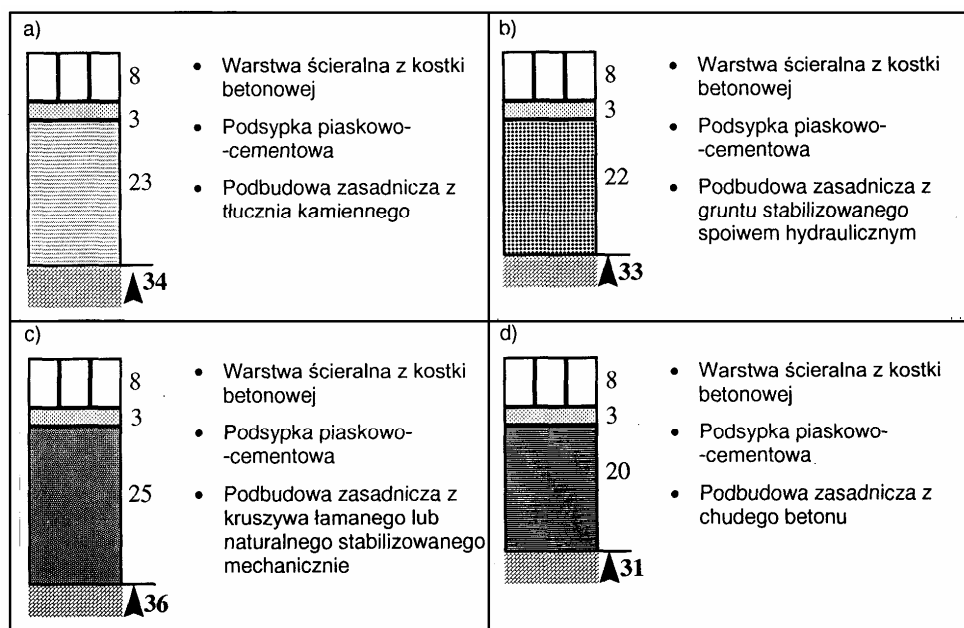 a)
8
3
23
34
• Warstwa ścieralna z kostki
betonowej
• Podsypka piaskowo-
-cementowa
• Podbudowa zasadnicza z
tłucznia kamiennego
b)
8
3
22
33
• Warstwa ścieralna z kostki
betonowej
• Podsypka piaskowo-
-cementowa
• Podbudowa zasadnicza z
gruntu stabilizowanego
spoiwem hydraulicznym
c)
8
3
25
36
• Warstwa ścieralna z kostki
betonowej
• Podsypka piaskowo-
-cementowa
• Podbudowa zasadnicza z
kruszywa łamanego lub
naturalnego stabilizowanego
mechanicznie
d)
8
3
20
31
• Warstwa ścieralna z kostki
betonowej
• Podsypka piaskowo-
-cementowa
• Podbudowa zasadnicza z
chudego betonu